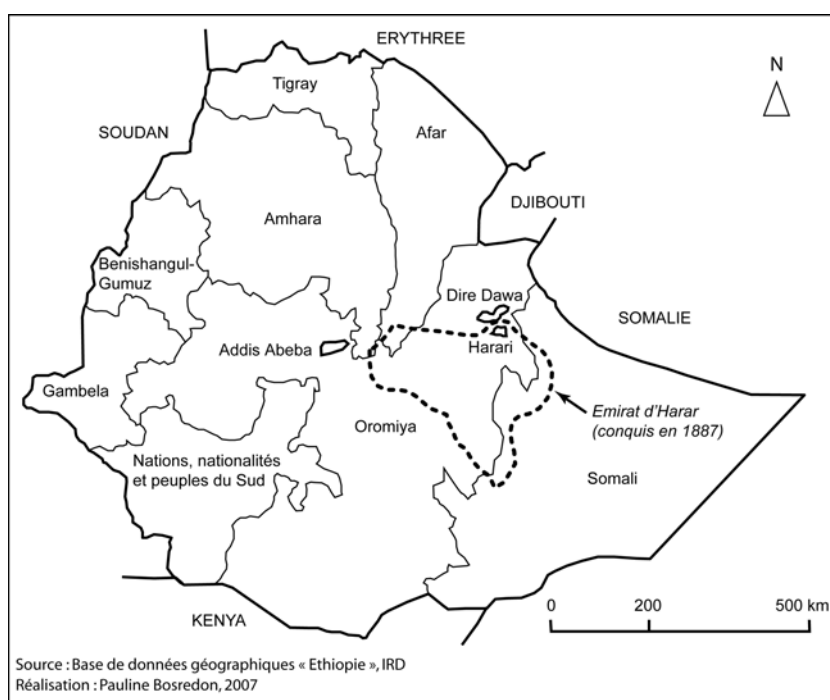 ERYTHREE
N
Tigray
SOUDAN
Afar
DJIBOUTI
Amhara
Benishangul-
Gumuz
Dire Dawa
SOMALIE
Addis Abeba
Harari
Gambela
Emirat d'Harar
(conquis en 1887)
Oromiya
Nations, nationalités
et peuples du Sud
Somali
KENYA
0 200 500 km
Source : Base de données géographiques « Ethiopie », IRD
Réalisation : Pauline Bosredon, 2007